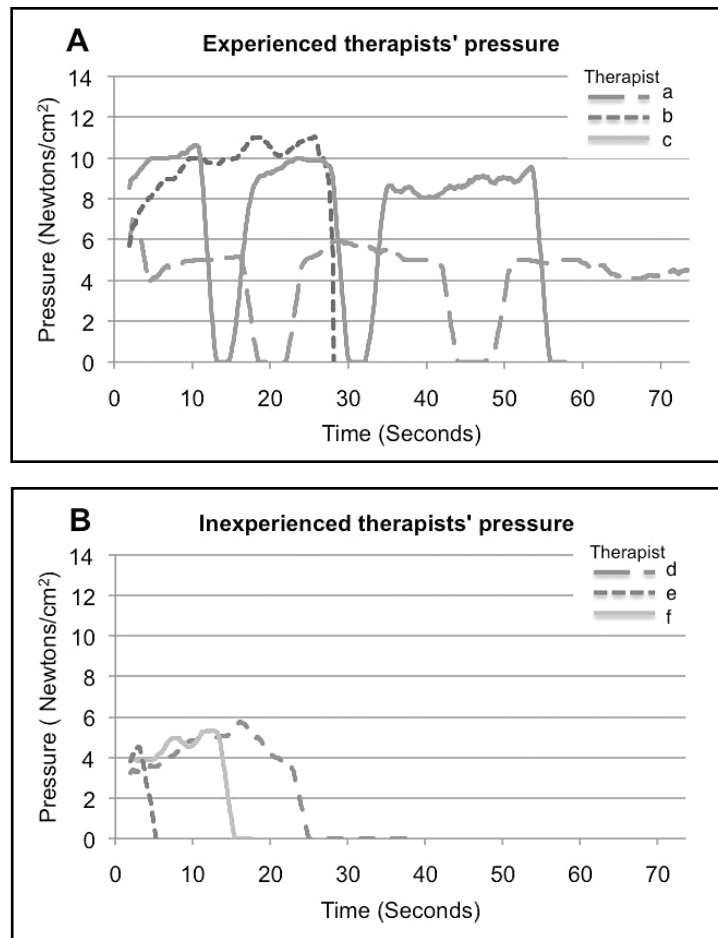 A Experienced therapists' pressure
Therapist
a
b
c
Pressure (Newtons/cm²)
14
12
10
8
6
4
2
0
0 10 20 30 40 50 60 70
Time (Seconds)
B Inexperienced therapists' pressure
Therapist
d
e
f
Pressure ( Newtons/cm²)
14
12
10
8
6
4
2
0
0 10 20 30 40 50 60 70
Time (Seconds)